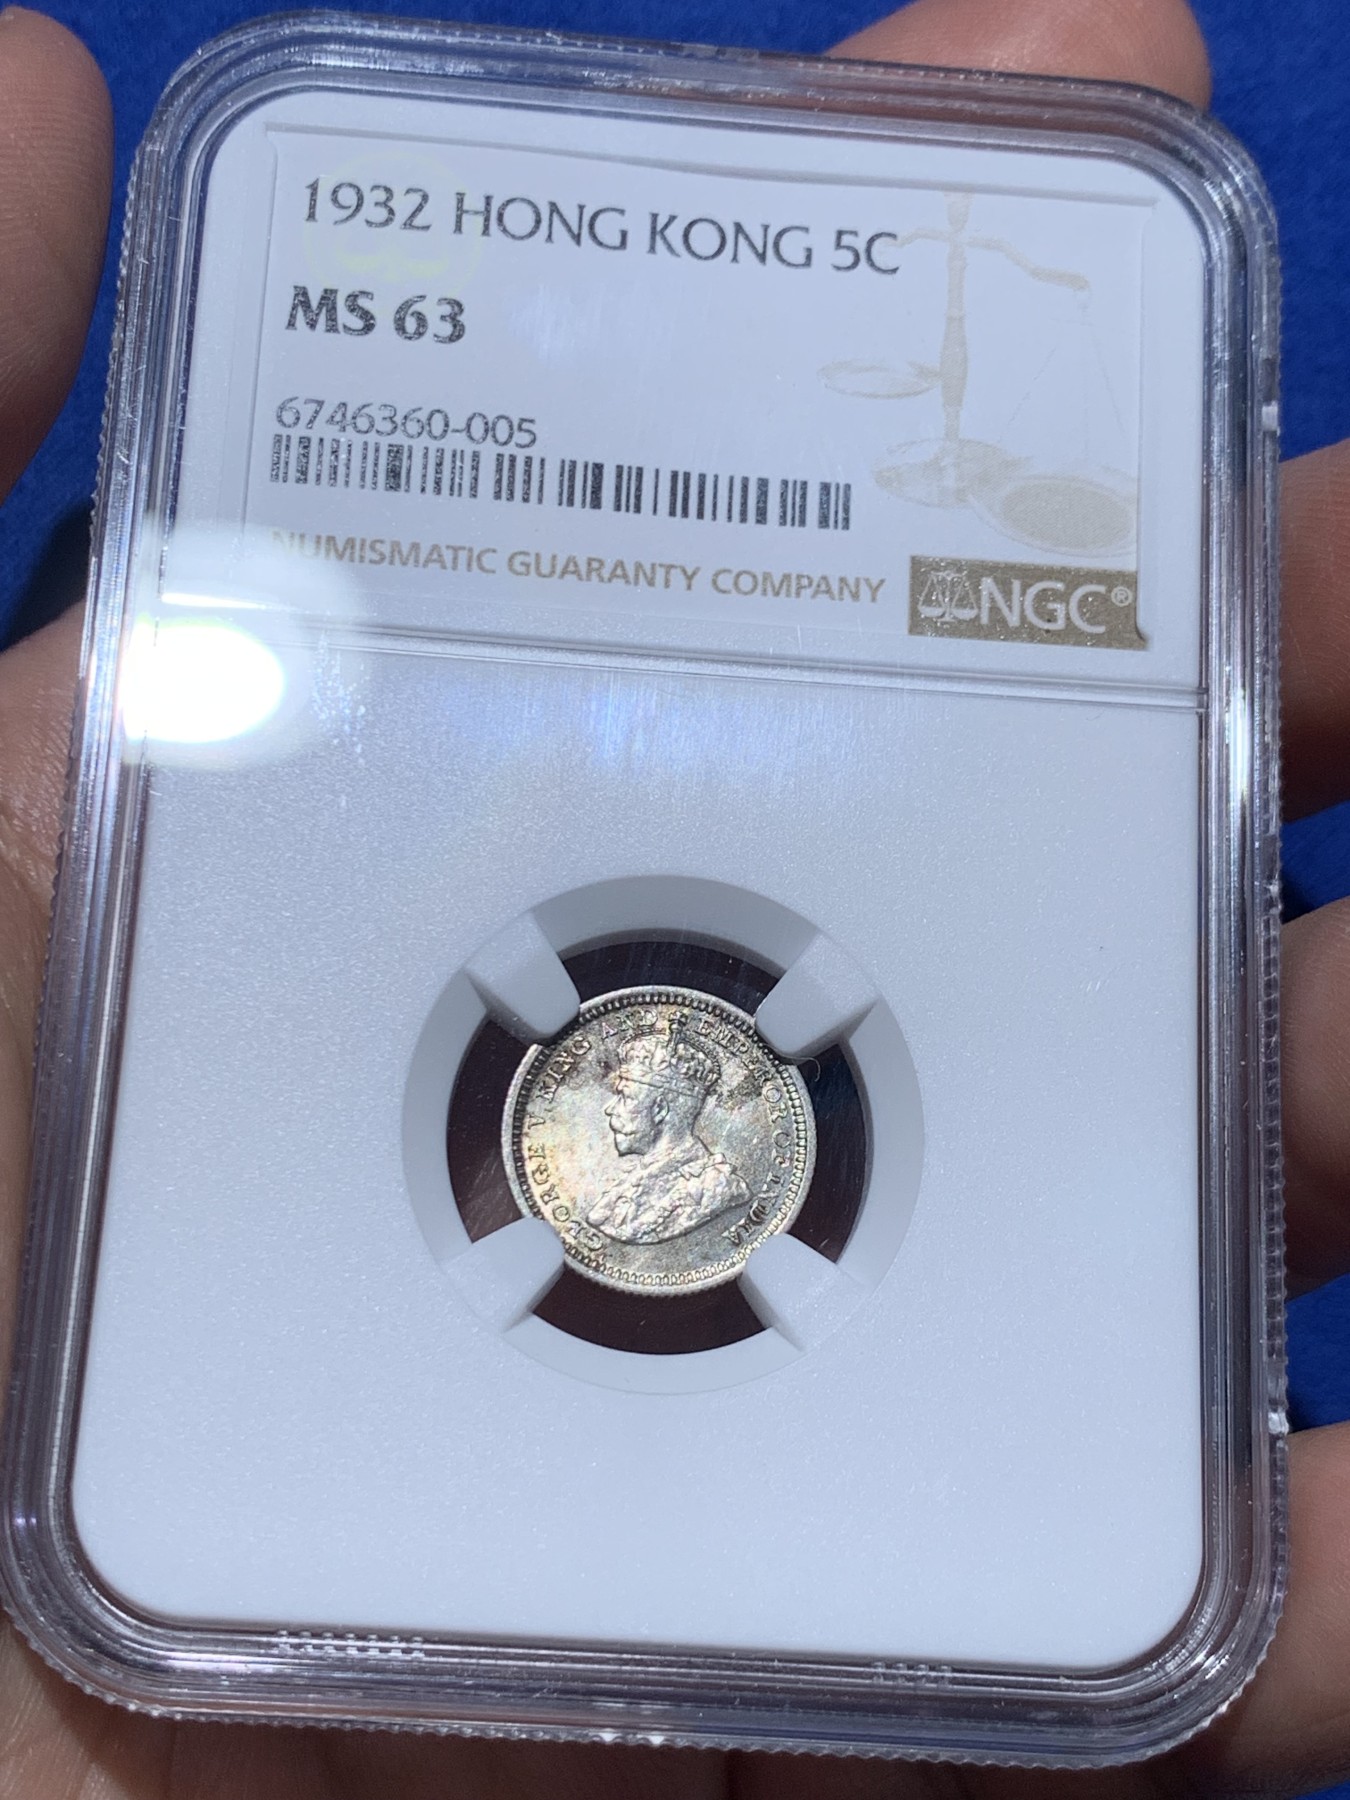 1932 HONG KONG 5C
MS 63
6746360-005
NUMISMATIC GUARANTY COMPANY
NGC®
GEORGE V KING AND EMPEROR OF INDIA